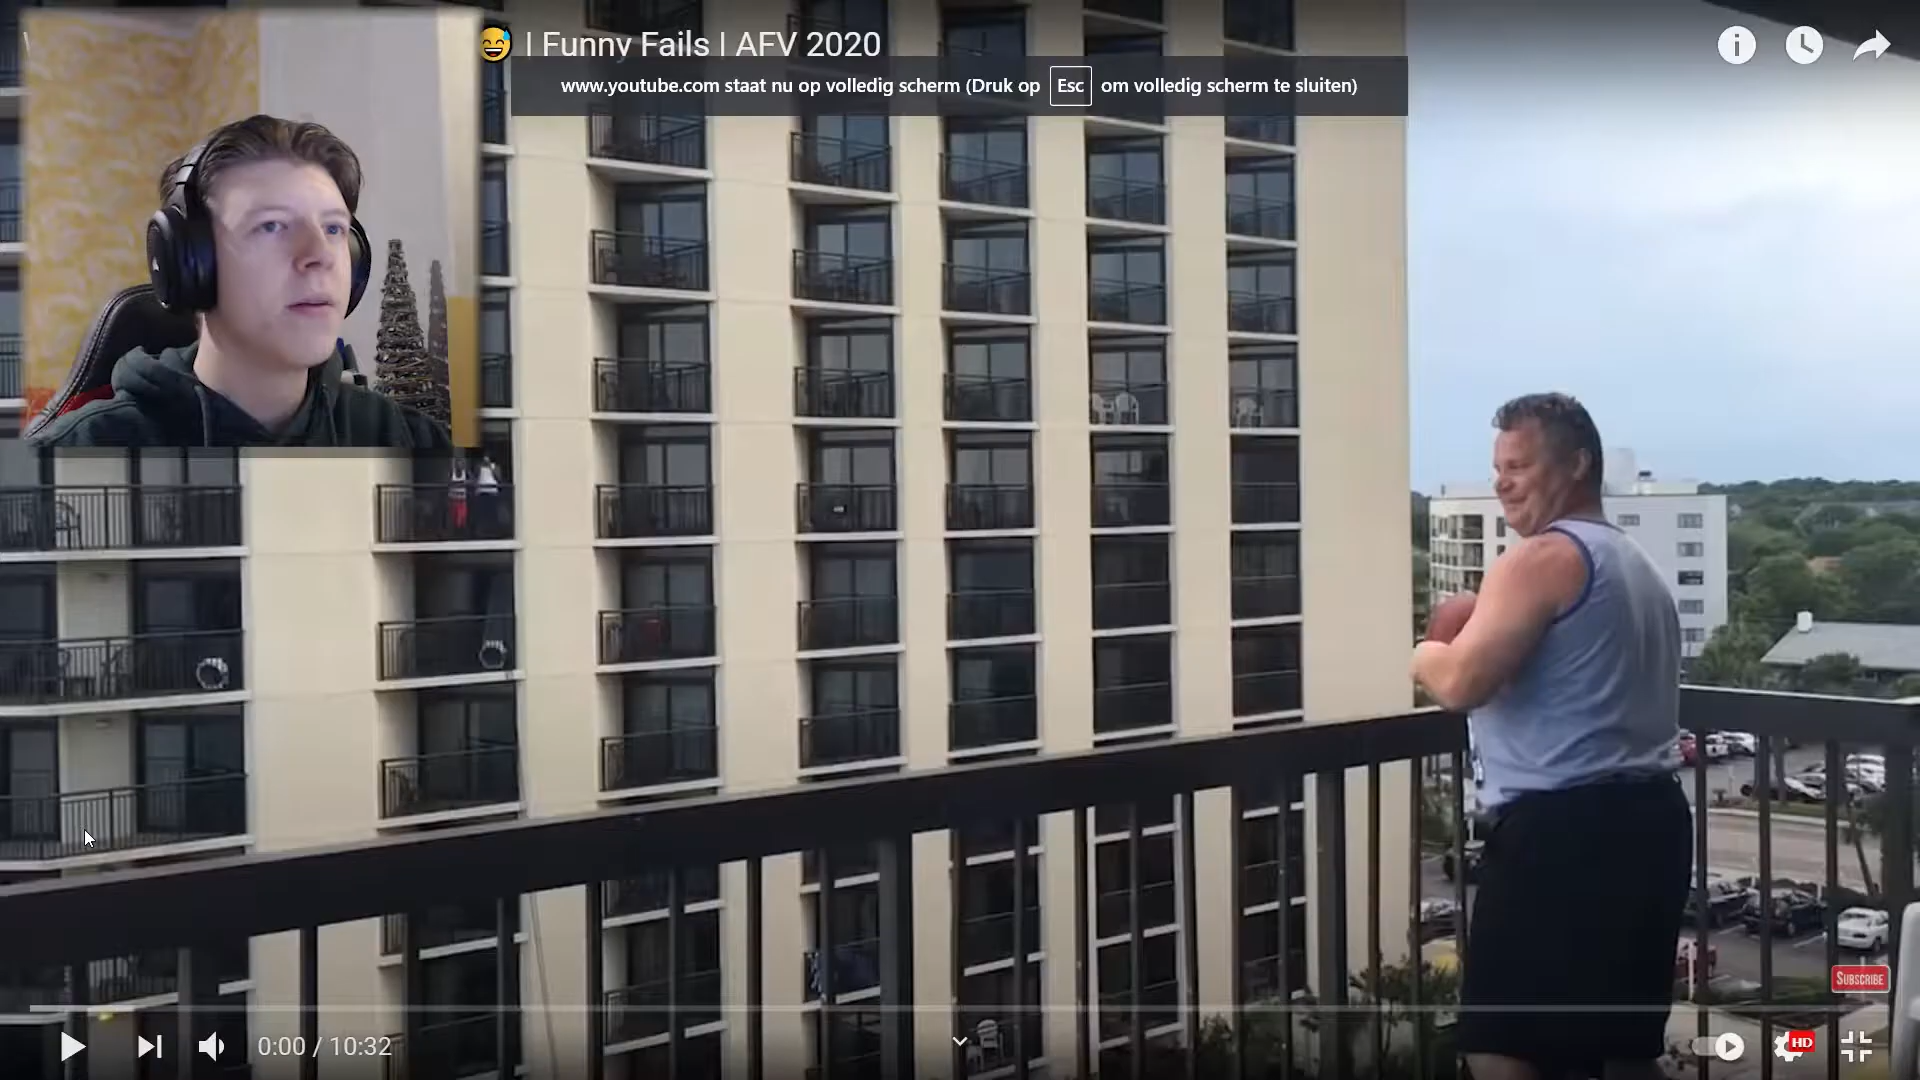 😅 | Funny Fails | AFV 2020
www.youtube.com staat nu op volledig scherm (Druk op Esc om volledig scherm te sluiten)
SUBSCRIBE
0:00 / 10:32
HD